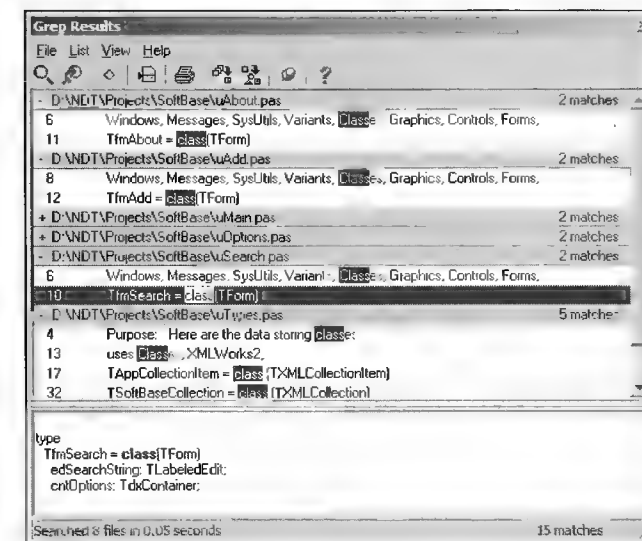 Grep Results
File List View Help
- D:\NDT\Projects\SoftBase\uAbout.pas 2 matches
6 Windows, Messages, SysUtils, Variants, Classe Graphics, Controls, Forms,
11 TfmAbout = class(TForm)
- D:\NDT\Projects\SoftBase\uAdd.pas 2 matches
8 Windows, Messages, SysUtils, Variants, Classes, Graphics, Controls, Forms,
12 TfmAdd = class(TForm)
+ D:\NDT\Projects\SoftBase\uMain.pas 2 matches
+ D:\NDT\Projects\SoftBase\uOptions.pas 2 matches
- D:\NDT\Projects\SoftBase\uSearch.pas 2 matches
6 Windows, Messages, SysUtils, Variants, Classes, Graphics, Controls, Forms,
10 TfmSearch = class(TForm)
- D:\NDT\Projects\SoftBase\uTypes.pas 5 matches
4 Purpose: Here are the data storing classes
13 uses Classes, XMLWorks2,
17 TAppCollectionItem = class (TXMLCollectionItem)
32 TSoftBaseCollection = class (TXMLCollection)
type
TfmSearch = class(TForm)
edSearchString: TLabeledEdit;
cntOptions: TdxContainer;
Searched 8 files in 0.05 seconds 15 matches